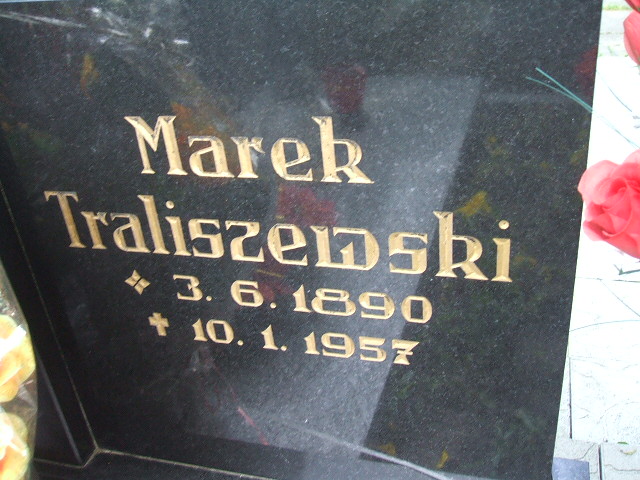 Marek
Traliszewski
3. 6. 1890
10. 1. 1957